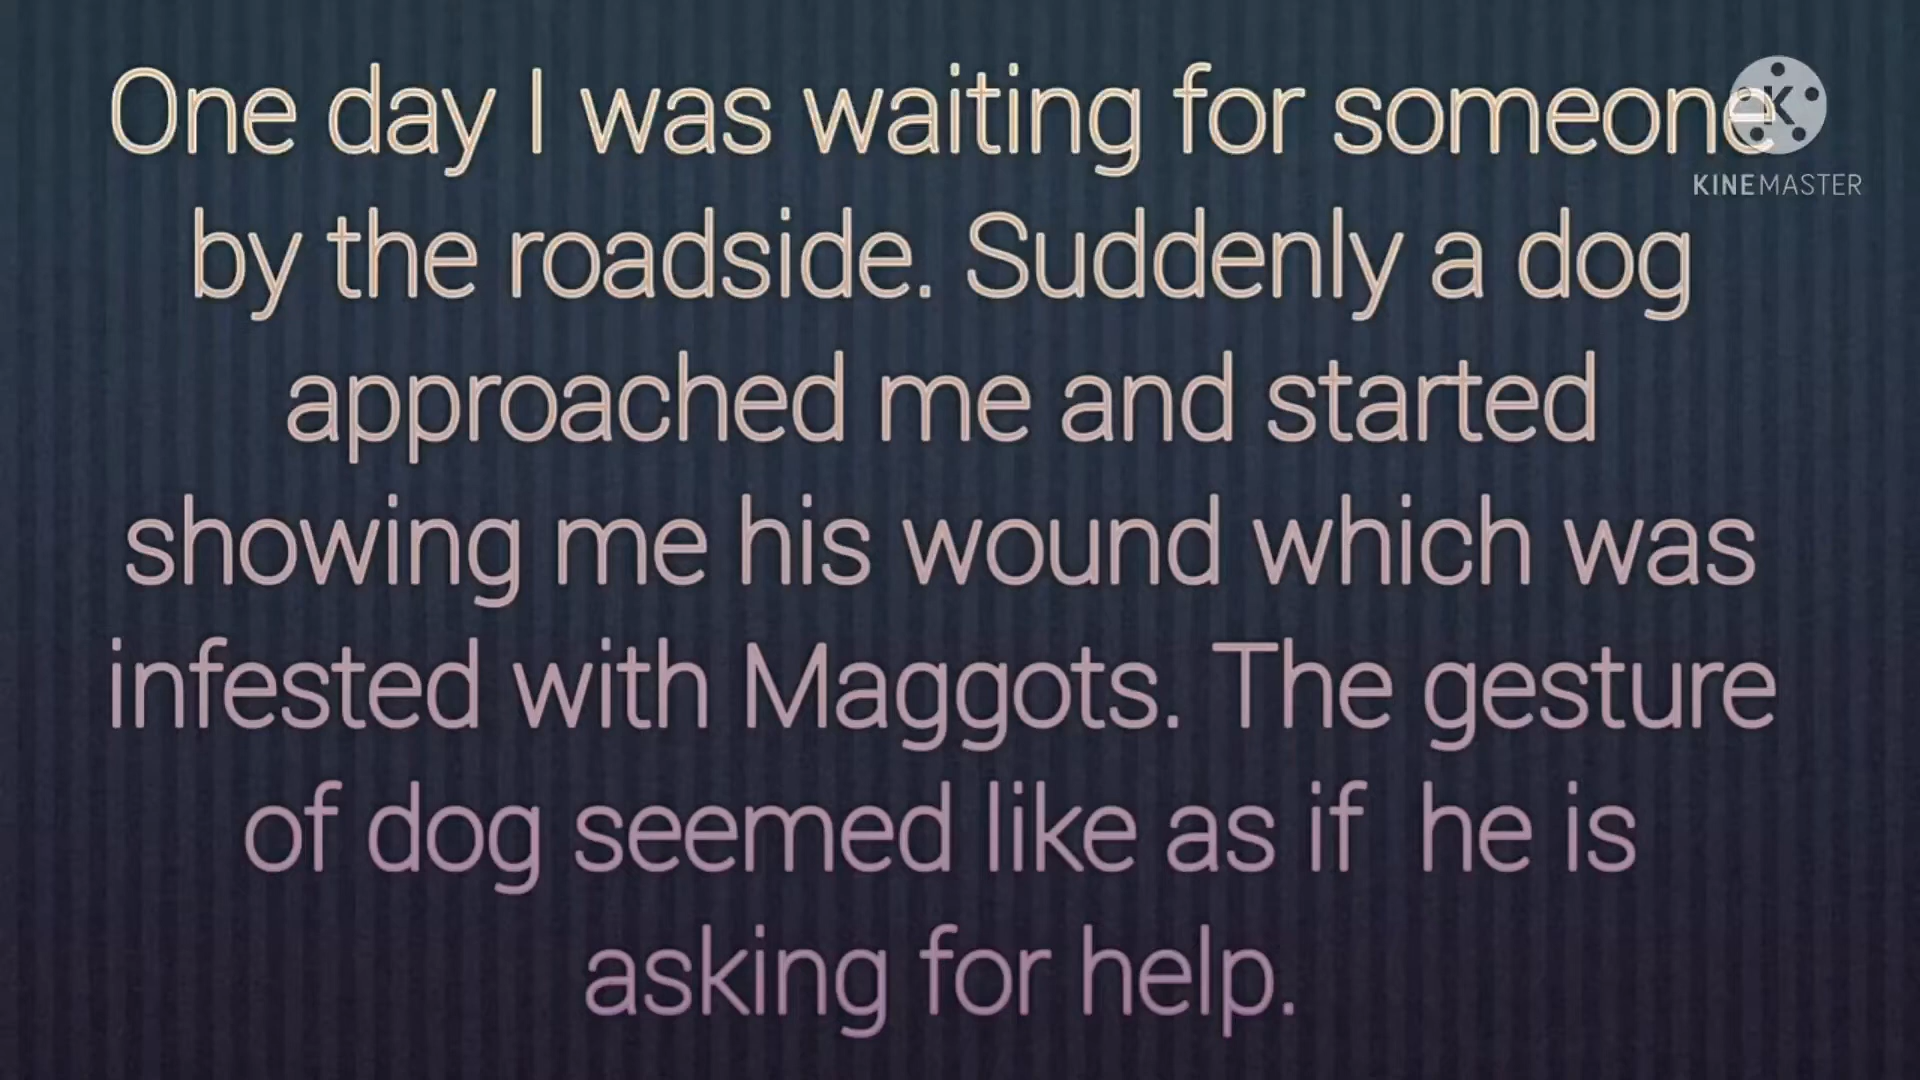 One day I was waiting for someone
by the roadside. Suddenly a dog
approached me and started
showing me his wound which was
infested with Maggots. The gesture
of dog seemed like as if he is
asking for help.
K
KINEMASTER